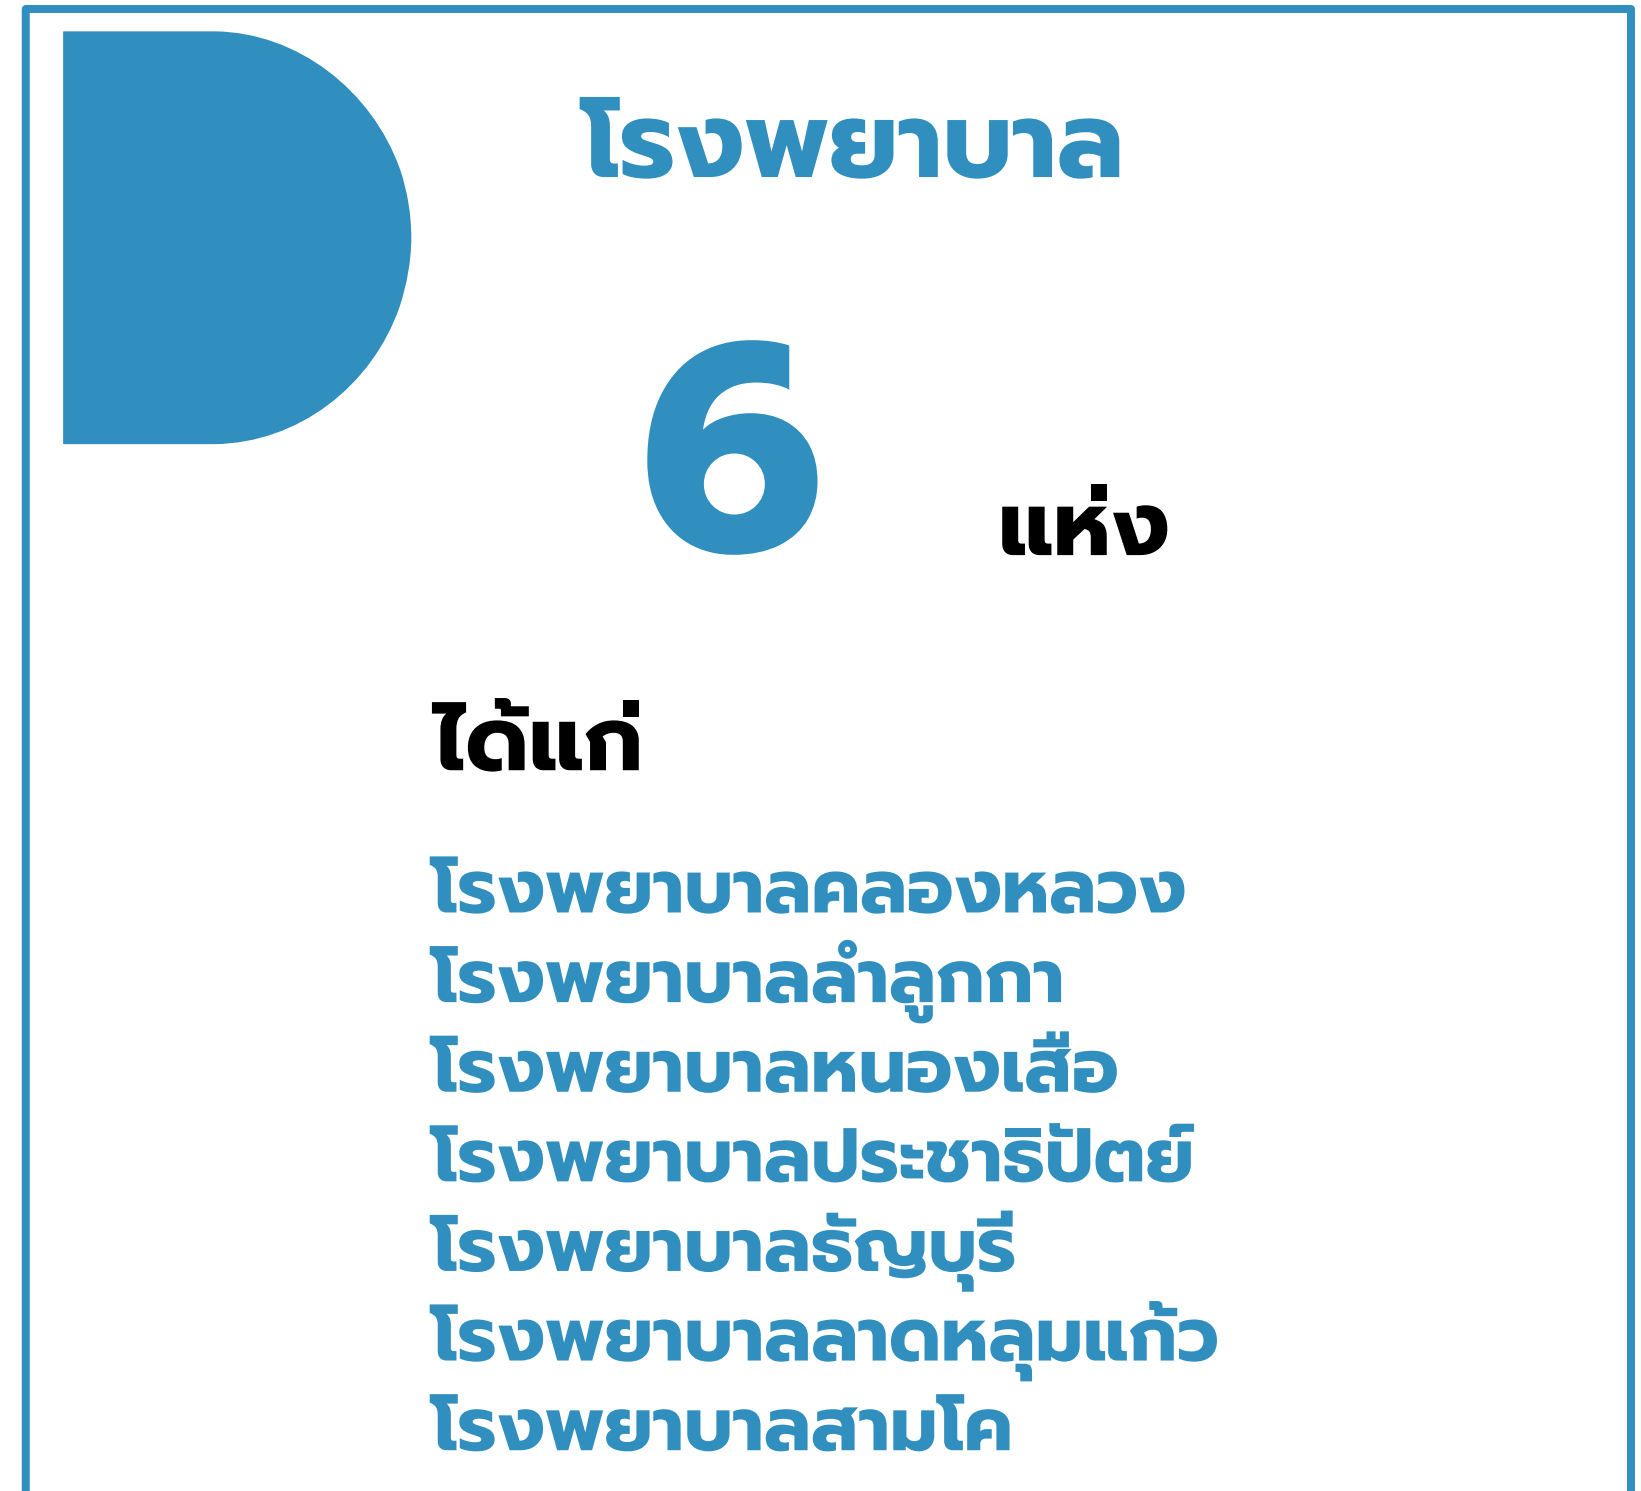 โรงพยาบาล
6 แห่ง
ได้แก่
โรงพยาบาลคลองหลวง
โรงพยาบาลลำลูกกา
โรงพยาบาลหนองเสือ
โรงพยาบาลประชาธิปัตย์
โรงพยาบาลธัญบุรี
โรงพยาบาลลาดหลุมแก้ว
โรงพยาบาลสามโค